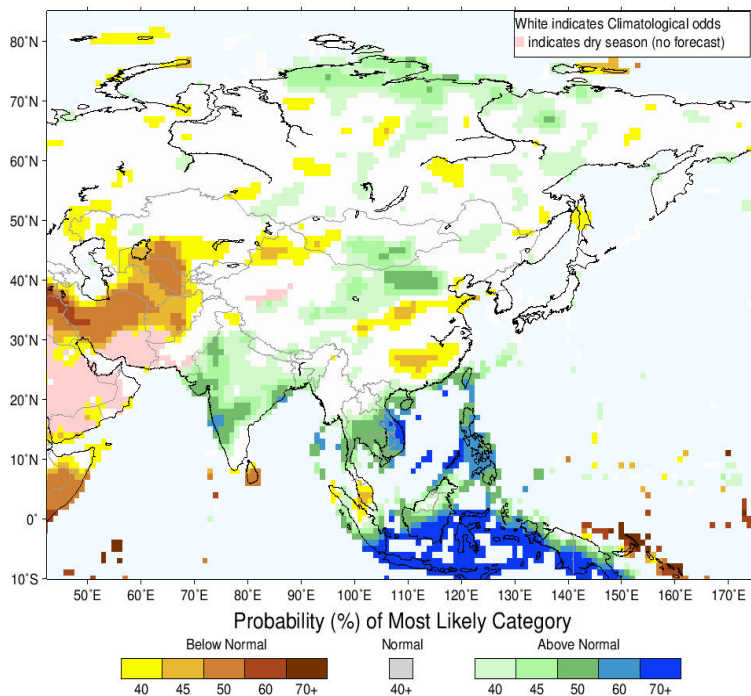 White indicates Climatological odds
indicates dry season (no forecast)
80˚N
70˚N
60˚N
50˚N
40˚N
30˚N
20˚N
10˚N
0˚
10˚S
50˚E 60˚E 70˚E 80˚E 90˚E 100˚E 110˚E 120˚E 130˚E 140˚E 150˚E 160˚E 170˚E
Probability (%) of Most Likely Category
Below Normal Normal Above Normal
40 45 50 60 70+ 40+ 40 45 50 60 70+